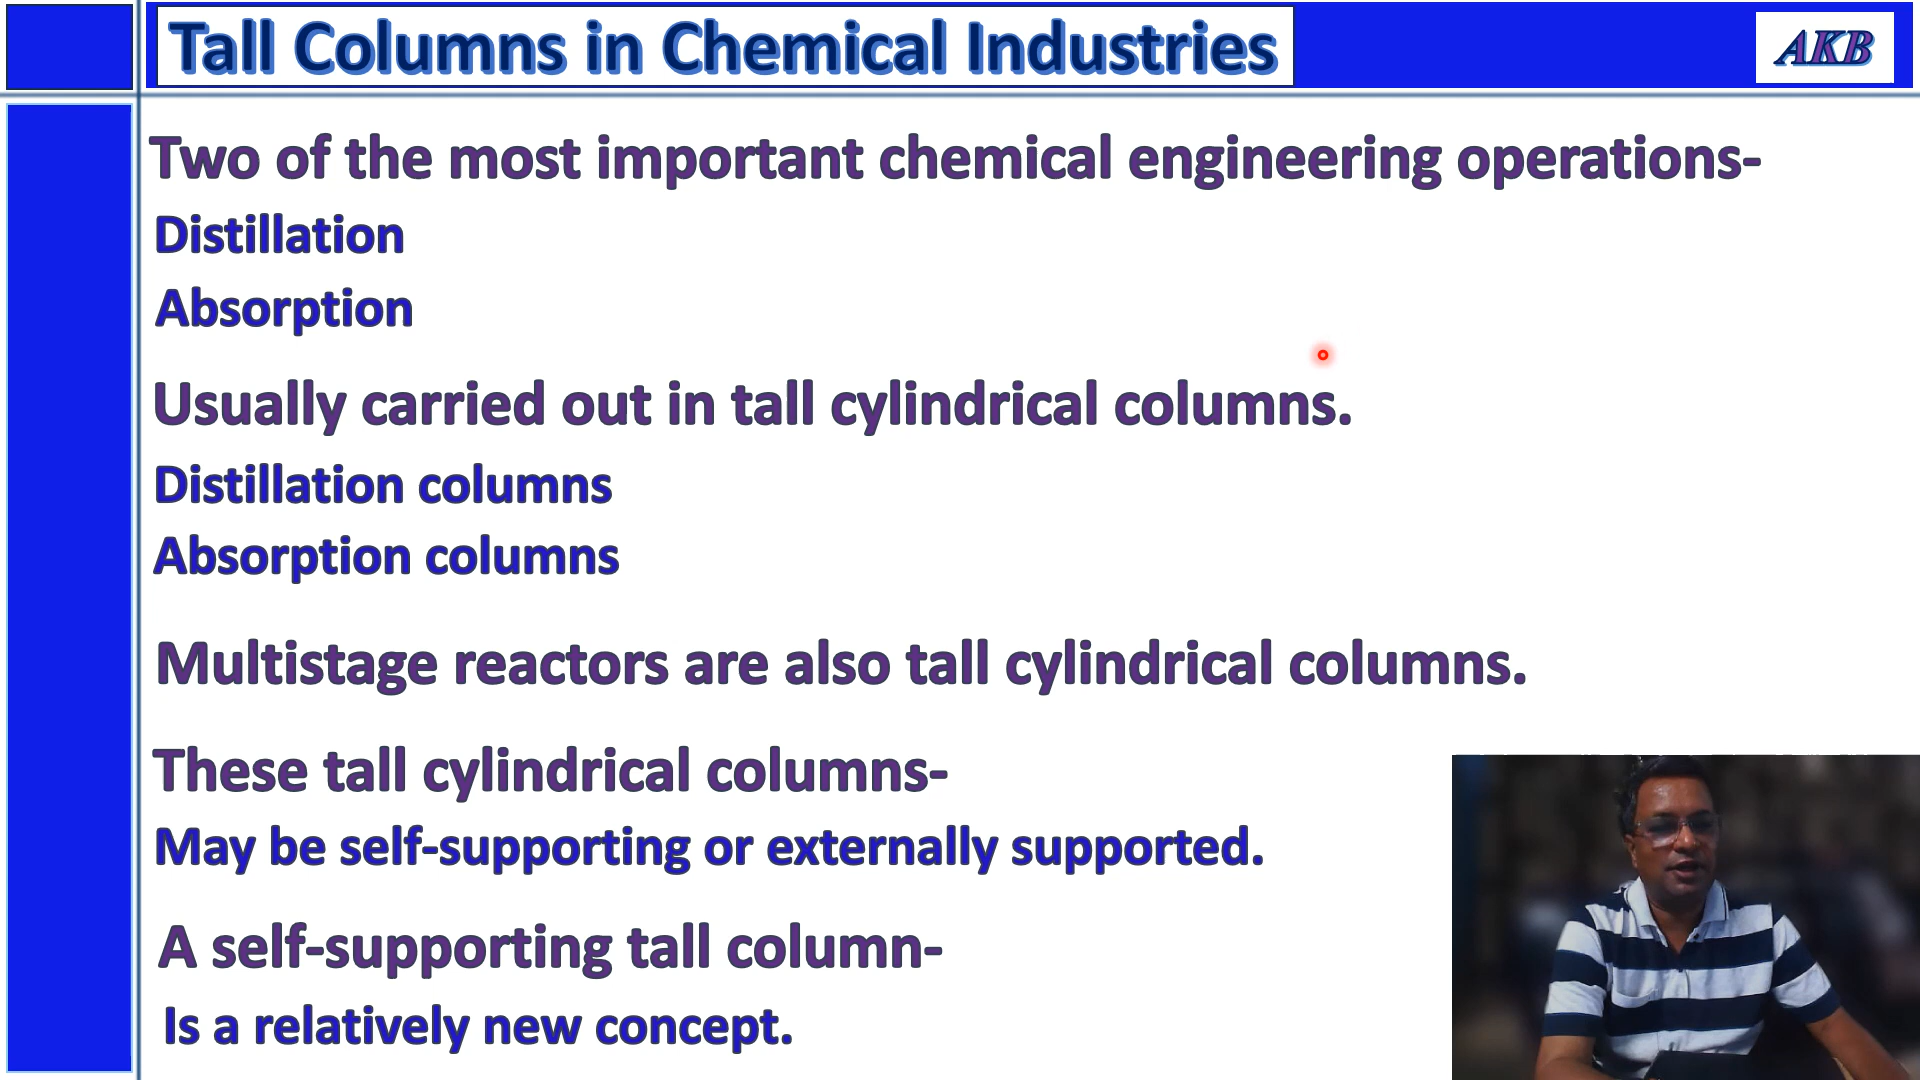 Tall Columns in Chemical Industries
AKB
Two of the most important chemical engineering operations-
Distillation
Absorption
Usually carried out in tall cylindrical columns.
Distillation columns
Absorption columns
Multistage reactors are also tall cylindrical columns.
These tall cylindrical columns-
May be self-supporting or externally supported.
A self-supporting tall column-
Is a relatively new concept.